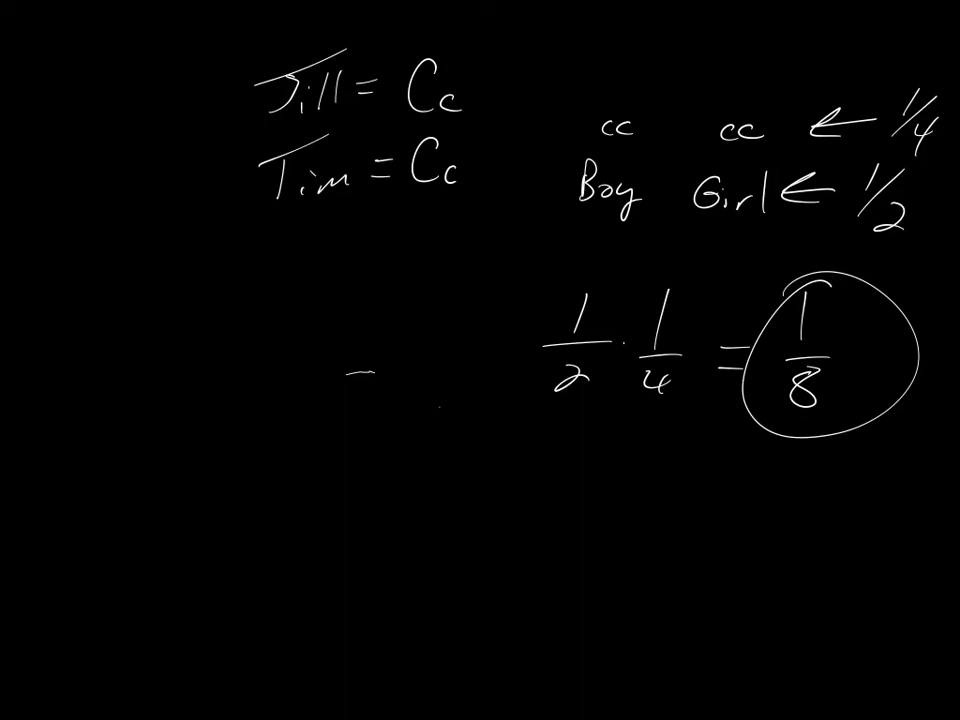 Jill = Cc
Tim = Cc
cc cc ← 1/4
Boy Girl ← 1/2
1/2 · 1/4 = 1/8